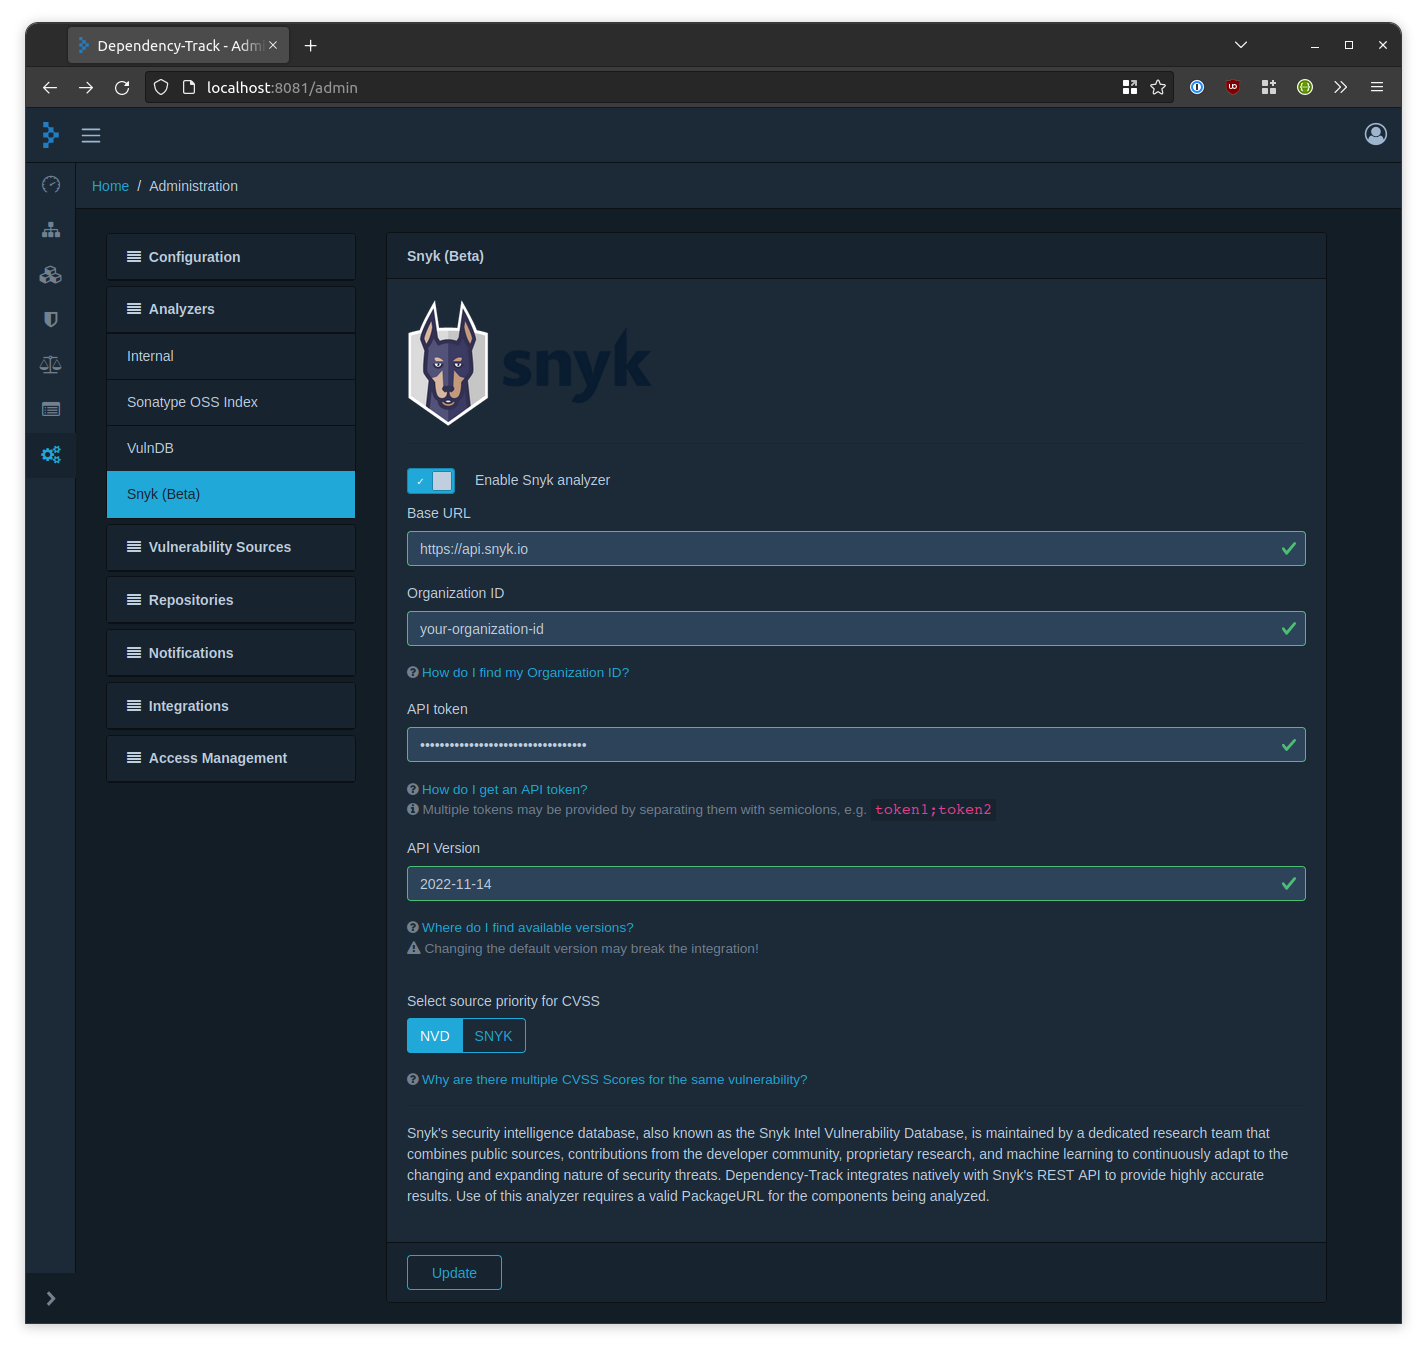 Dependency-Track - Adm
localhost:8081/admin
Home / Administration
Configuration
Analyzers
Internal
Sonatype OSS Index
VulnDB
Snyk (Beta)
Vulnerability Sources
Repositories
Notifications
Integrations
Access Management
Snyk (Beta)
snyk
Enable Snyk analyzer
Base URL
https://api.snyk.io
Organization ID
your-organization-id
How do I find my Organization ID?
API token
••••••••••••••••••••••••••••••••••
How do I get an API token?
Multiple tokens may be provided by separating them with semicolons, e.g. token1;token2
API Version
2022-11-14
Where do I find available versions?
Changing the default version may break the integration!
Select source priority for CVSS
NVD SNYK
Why are there multiple CVSS Scores for the same vulnerability?
Snyk's security intelligence database, also known as the Snyk Intel Vulnerability Database, is maintained by a dedicated research team that
combines public sources, contributions from the developer community, proprietary research, and machine learning to continuously adapt to the
changing and expanding nature of security threats. Dependency-Track integrates natively with Snyk's REST API to provide highly accurate
results. Use of this analyzer requires a valid PackageURL for the components being analyzed.
Update